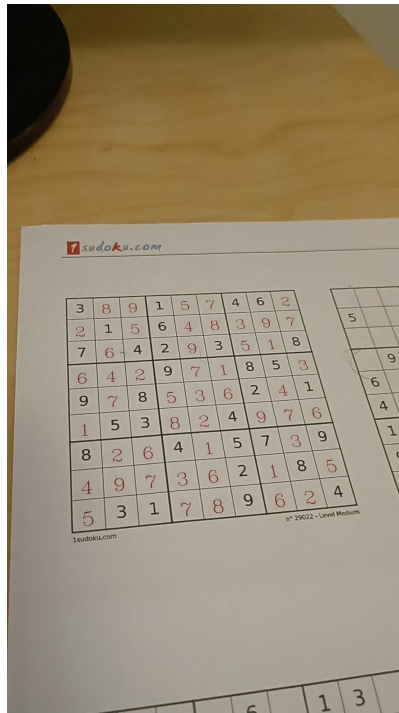 1sudoku.com
3 8 9 1 5 7 4 6 2
2 1 5 6 4 8 3 9 7
7 6 4 2 9 3 5 1 8
6 4 2 9 7 1 8 5 3
9 7 8 5 3 6 2 4 1
1 5 3 8 2 4 9 7 6
8 2 6 4 1 5 7 3 9
4 9 7 3 6 2 1 8 5
5 3 1 7 8 9 6 2 4
1sudoku.com
n° 29022 - Level Medium
5
9
6
4
1
1 3